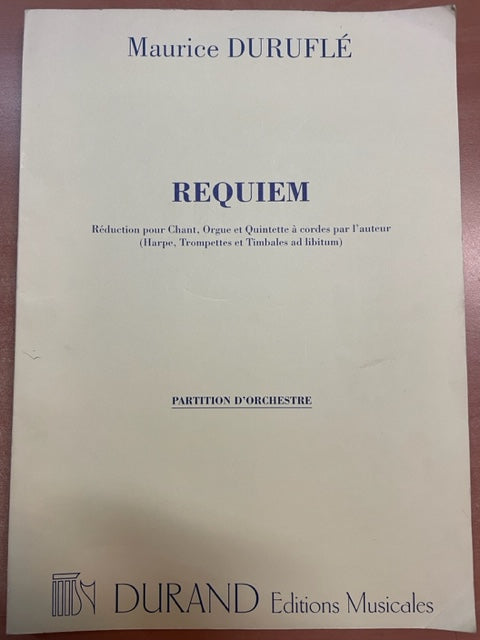 Maurice DURUFLÉ
REQUIEM
Réduction pour Chant, Orgue et Quintette à cordes par l'auteur
(Harpe, Trompettes et Timbales ad libitum)
PARTITION D'ORCHESTRE
DURAND Editions Musicales